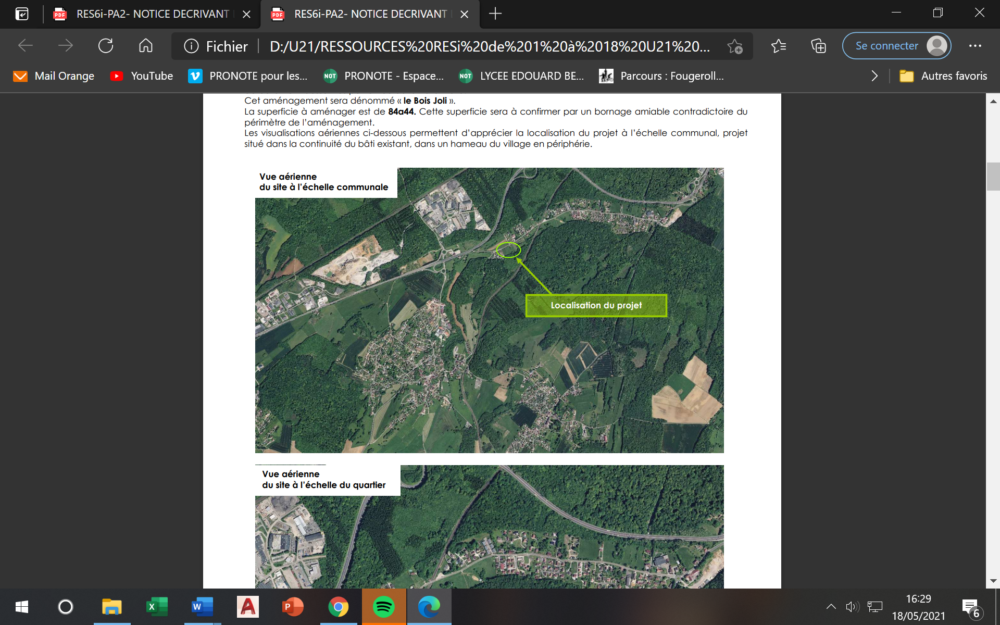 RES6i-PA2- NOTICE DECRIVANT
RES6i-PA2- NOTICE DECRIVANT
Fichier
D:/U21/RESSOURCES%20RESi%20de%201%20à%2018%20U21%20...
Se connecter
Mail Orange
YouTube
PRONOTE pour les...
NOT
PRONOTE - Espace...
NOT
LYCEE EDOUARD BE...
Parcours : Fougeroll...
Autres favoris
Cet aménagement sera dénommé « le Bois Joli ».
La superficie à aménager est de 84a44. Cette superficie sera à confirmer par un bornage amiable contradictoire du
périmètre de l'aménagement.
Les visualisations aériennes ci-dessous permettent d'apprécier la localisation du projet à l'échelle communal, projet
situé dans la continuité du bâti existant, dans un hameau du village en périphérie.
Vue aérienne
du site à l'échelle communale
Localisation du projet
Vue aérienne
du site à l'échelle du quartier
16:29
18/05/2021
6